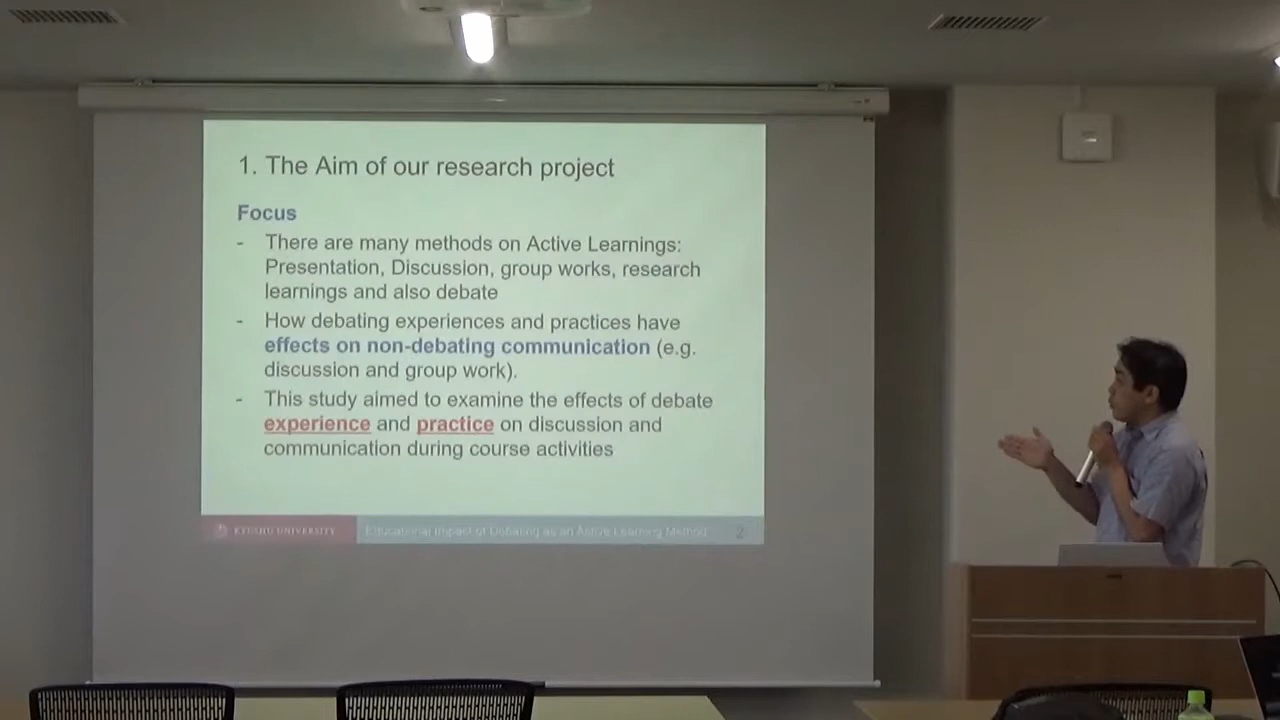 1. The Aim of our research project
Focus
- There are many methods on Active Learnings:
Presentation, Discussion, group works, research
learnings and also debate
- How debating experiences and practices have
effects on non-debating communication (e.g.
discussion and group work).
- This study aimed to examine the effects of debate
experience and practice on discussion and
communication during course activities
KYUSHU UNIVERSITY
Educational Impact of Debating as an Active Learning Method
2